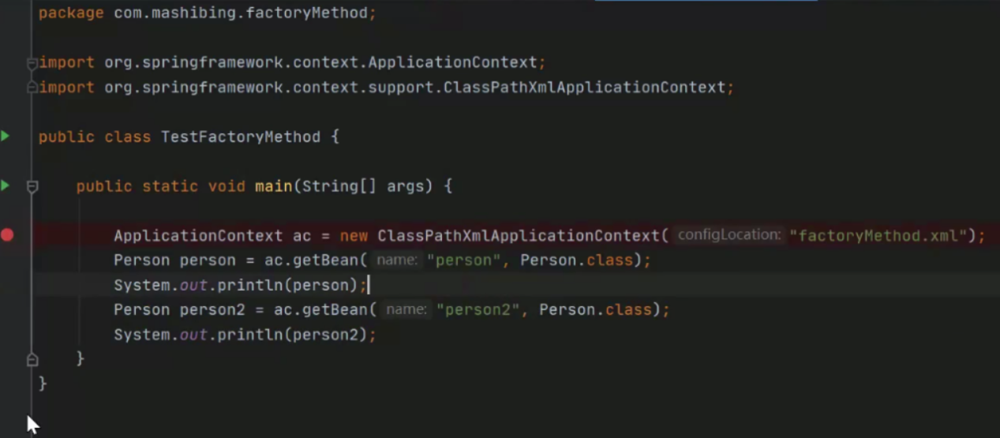 package com.mashibing.factoryMethod;
import org.springframework.context.ApplicationContext;
import org.springframework.context.support.ClassPathXmlApplicationContext;
public class TestFactoryMethod {
public static void main(String[] args) {
ApplicationContext ac = new ClassPathXmlApplicationContext( configLocation: "factoryMethod.xml");
Person person = ac.getBean( name: "person", Person.class);
System.out.println(person);
Person person2 = ac.getBean( name: "person2", Person.class);
System.out.println(person2);
}
}